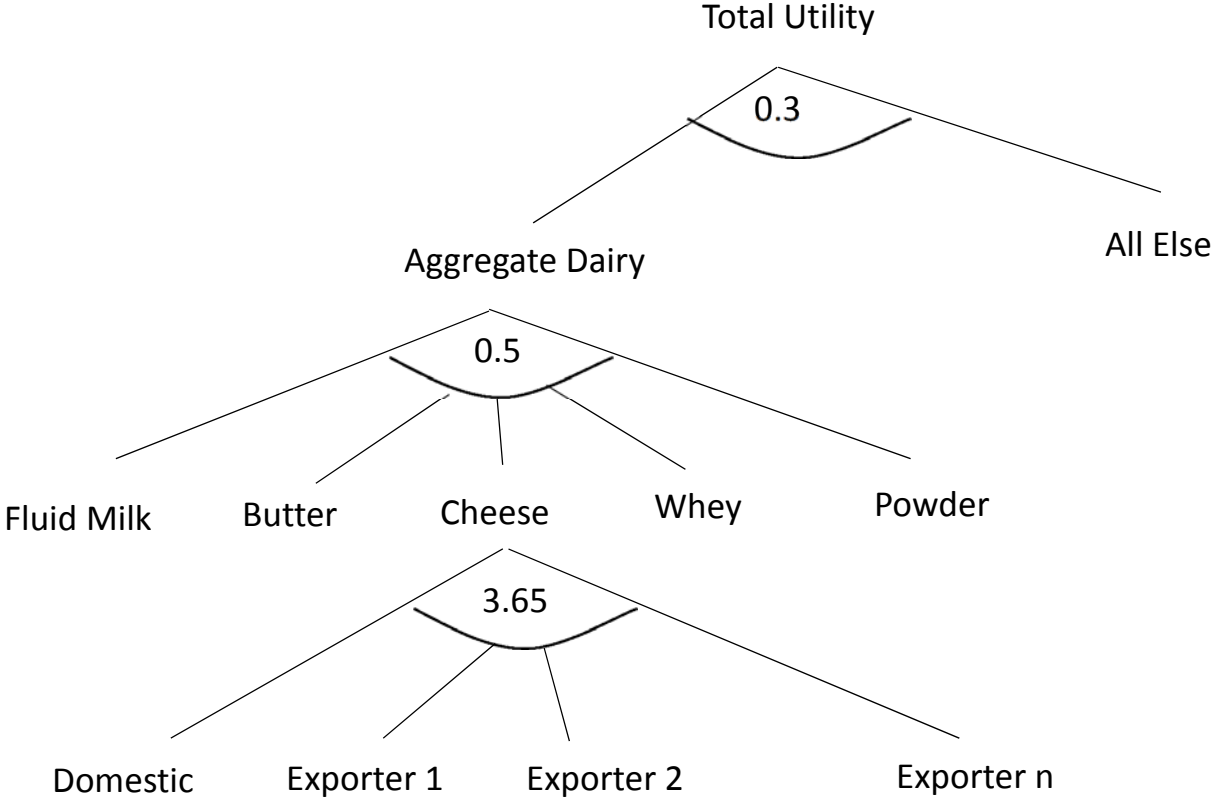 Total Utility
0.3
All Else
Aggregate Dairy
0.5
Fluid Milk
Butter
Cheese
Whey
Powder
3.65
Domestic
Exporter 1
Exporter 2
Exporter n